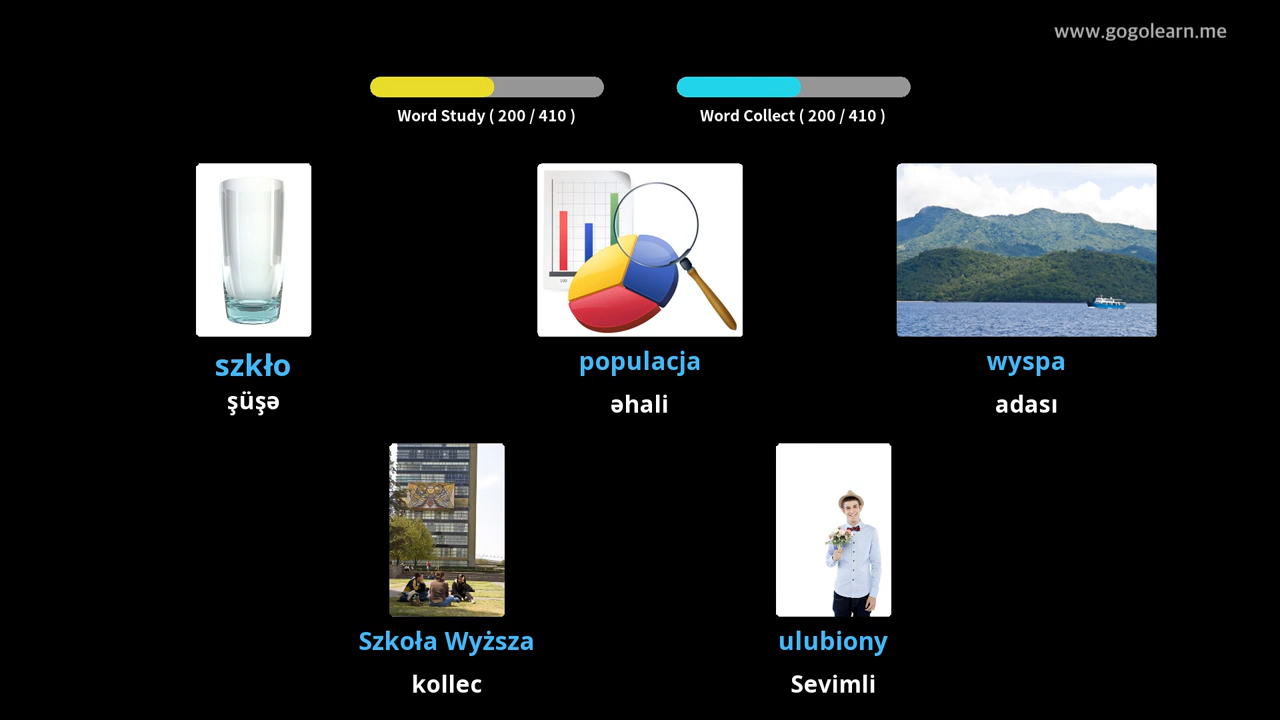 www.gogolearn.me
Word Study ( 200 / 410 )
Word Collect ( 200 / 410 )
szkło
şüşə
populacja
əhali
wyspa
adası
Szkoła Wyższa
kollec
ulubiony
Sevimli